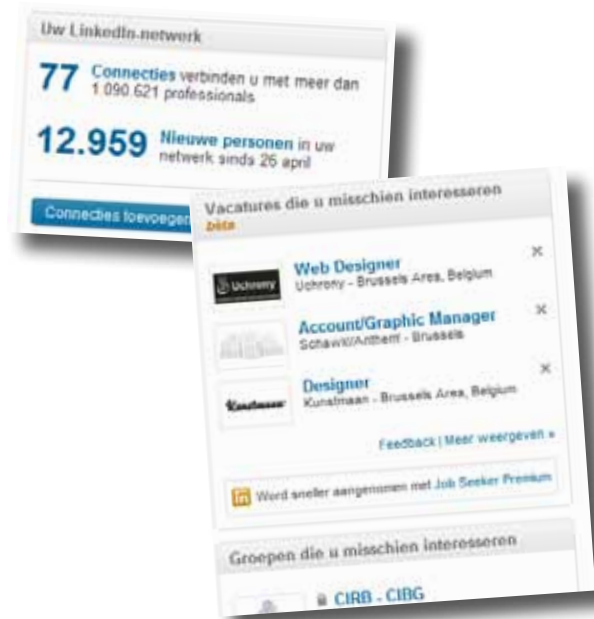 Uw LinkedIn-netwerk
77 Connecties verbinden u met meer dan
1.090.621 professionals
12.959 Nieuwe personen in uw
netwerk sinds 26 april
Connecties toevoegen
Vacatures die u misschien interesseren
beta
Uchrony
Web Designer
Uchrony - Brussels Area, Belgium
Account/Graphic Manager
Schawk!/Anthem - Brussels
Kunstmaan
Designer
Kunstmaan - Brussels Area, Belgium
Feedback | Meer weergeven »
in Word sneller aangenomen met Job Seeker Premium
Groepen die u misschien interesseren
CIRB - CIBG